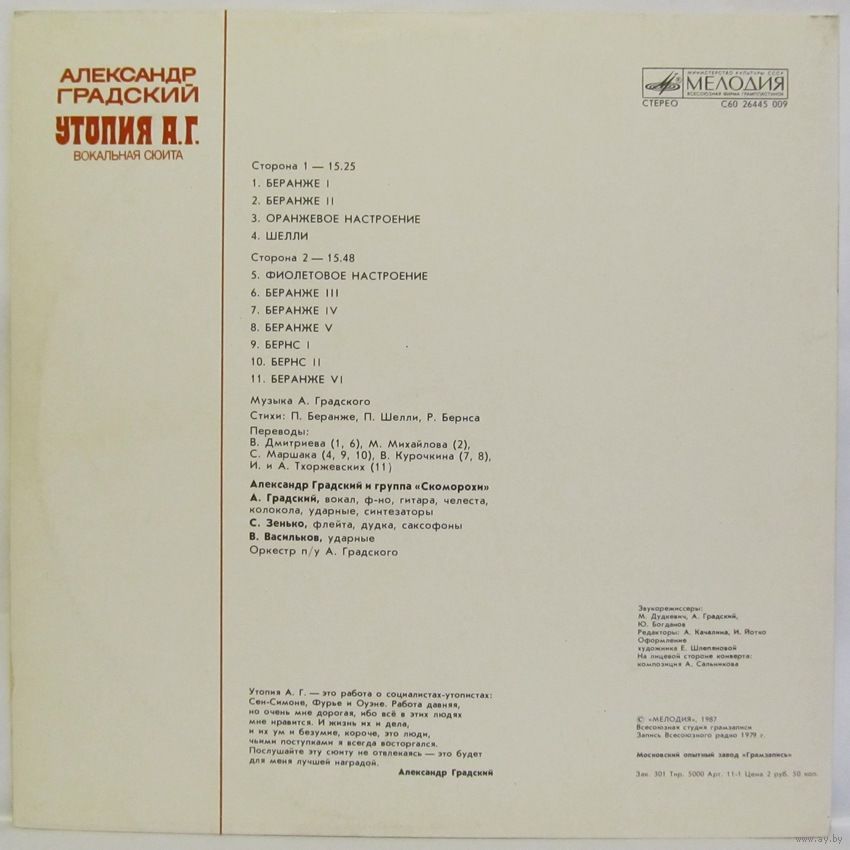 АЛЕКСАНДР
ГРАДСКИЙ
УТОПИЯ А.Г.
ВОКАЛЬНАЯ СЮИТА
МИНИСТЕРСТВО КУЛЬТУРЫ СССР
МЕЛОДИЯ
ВСЕСОЮЗНАЯ ФИРМА ГРАМПЛАСТИНОК
СТЕРЕО С60 26445 009
Сторона 1 — 15.25
1. БЕРАНЖЕ I
2. БЕРАНЖЕ II
3. ОРАНЖЕВОЕ НАСТРОЕНИЕ
4. ШЕЛЛИ
Сторона 2 — 15.48
5. ФИОЛЕТОВОЕ НАСТРОЕНИЕ
6. БЕРАНЖЕ III
7. БЕРАНЖЕ IV
8. БЕРАНЖЕ V
9. БЕРНС I
10. БЕРНС II
11. БЕРАНЖЕ VI
Музыка А. Градского
Стихи: П. Беранже, П. Шелли, Р. Бернса
Переводы:
В. Дмитриева (1, 6), М. Михайлова (2),
С. Маршака (4, 9, 10), В. Курочкина (7, 8),
И. и А. Тхоржевских (11)
Александр Градский и группа «Скоморохи»
А. Градский, вокал, ф-но, гитара, челеста,
колокола, ударные, синтезаторы
С. Зенько, флейта, дудка, саксофоны
В. Васильков, ударные
Оркестр п/у А. Градского
Звукорежиссеры:
М. Дудкевич, А. Градский,
Ю. Богданов
Редакторы: А. Качалина, И. Йотко
Оформление
художника Е. Шлепяновой
На лицевой стороне конверта:
композиция А. Сальникова
Утопия А. Г. — это работа о социалистах-утопистах:
Сен-Симоне, Фурье и Оуэне. Работа давняя,
но очень мне дорогая, ибо всё в этих людях
мне нравится. И жизнь их и дела,
и их ум и безумие, короче, это люди,
чьими поступками я всегда восторгался.
Послушайте эту сюиту не отвлекаясь — это будет
для меня лучшей наградой.
Александр Градский
© «МЕЛОДИЯ», 1987
Всесоюзная студия грамзаписи
Запись Всесоюзного радио 1979 г.
Московский опытный завод «Грамзапись»
Зак. 301 Тир. 5000 Арт. 11-1 Цена 2 руб. 50 коп.
www.ay.by